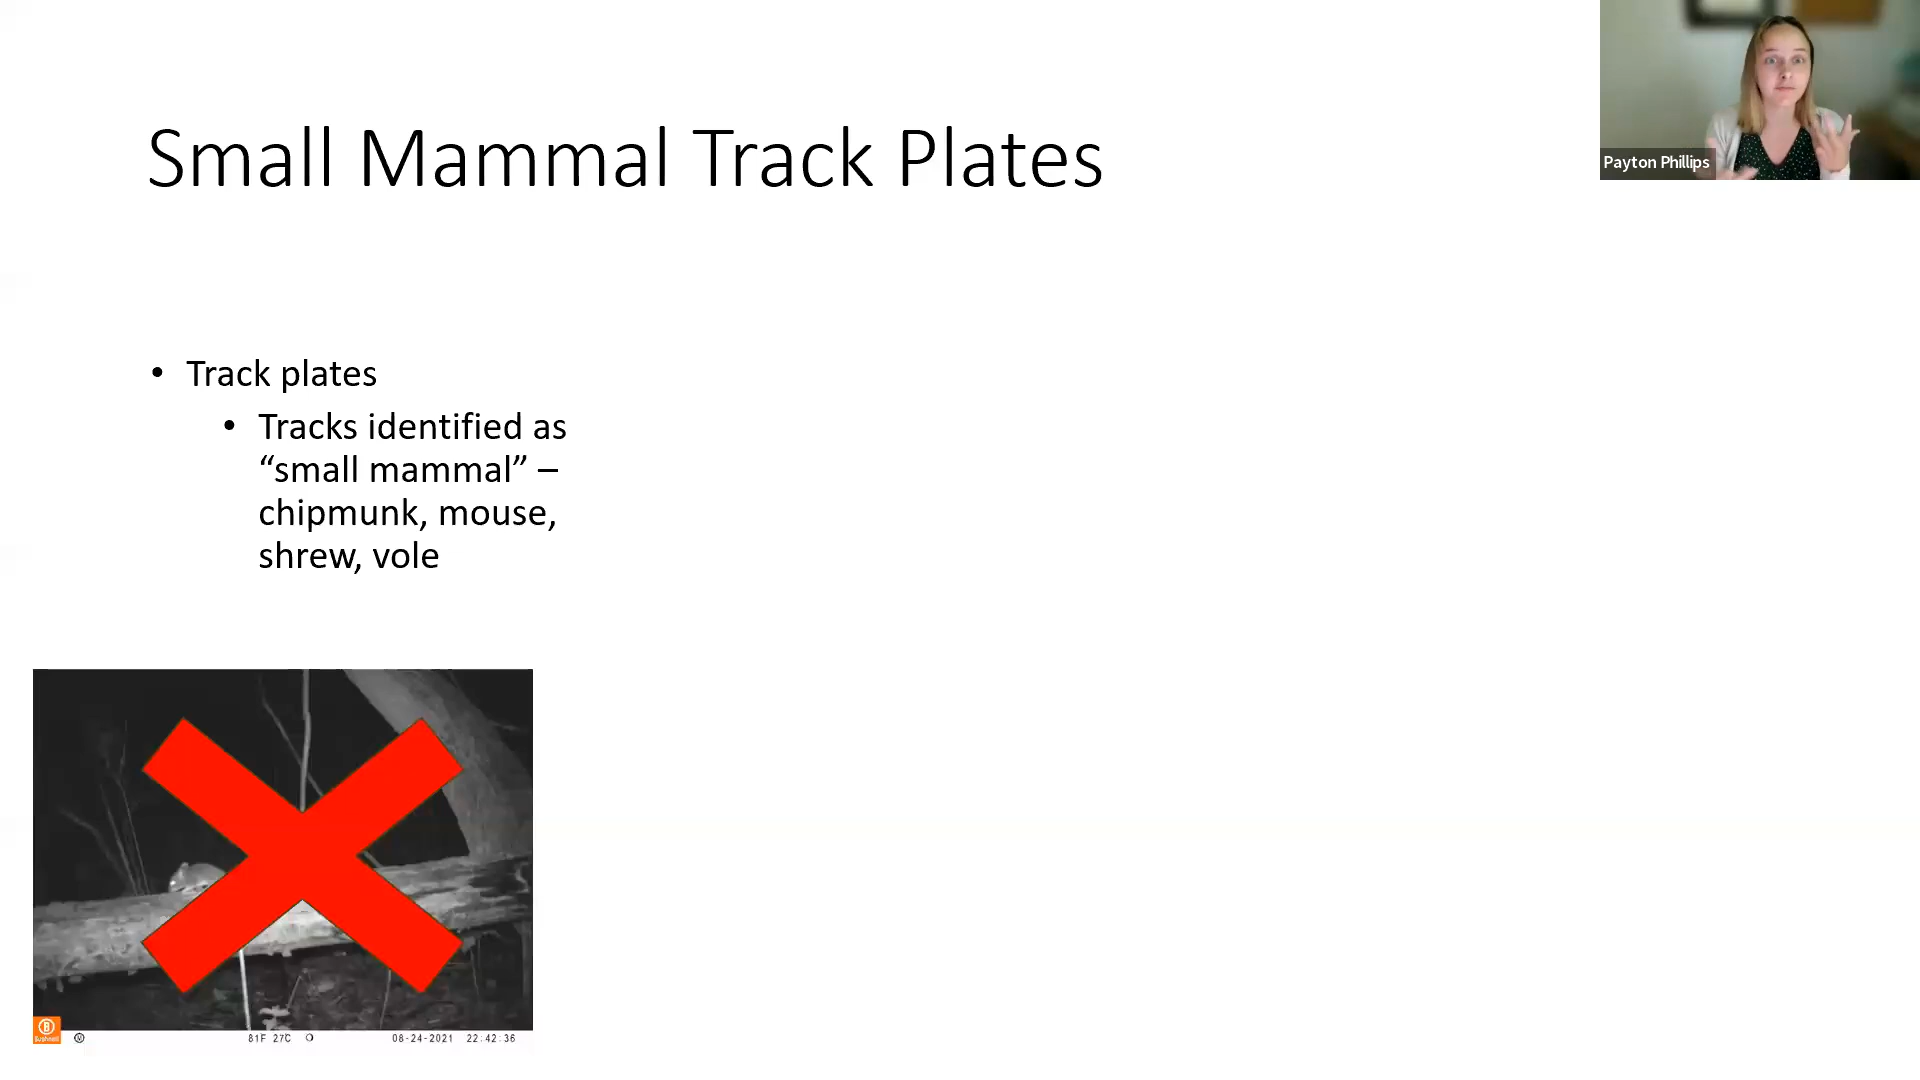 Small Mammal Track Plates
Payton Phillips
• Track plates
• Tracks identified as
“small mammal” –
chipmunk, mouse,
shrew, vole
B
Bushnell
81F 27C
08-24-2021 22:42:36